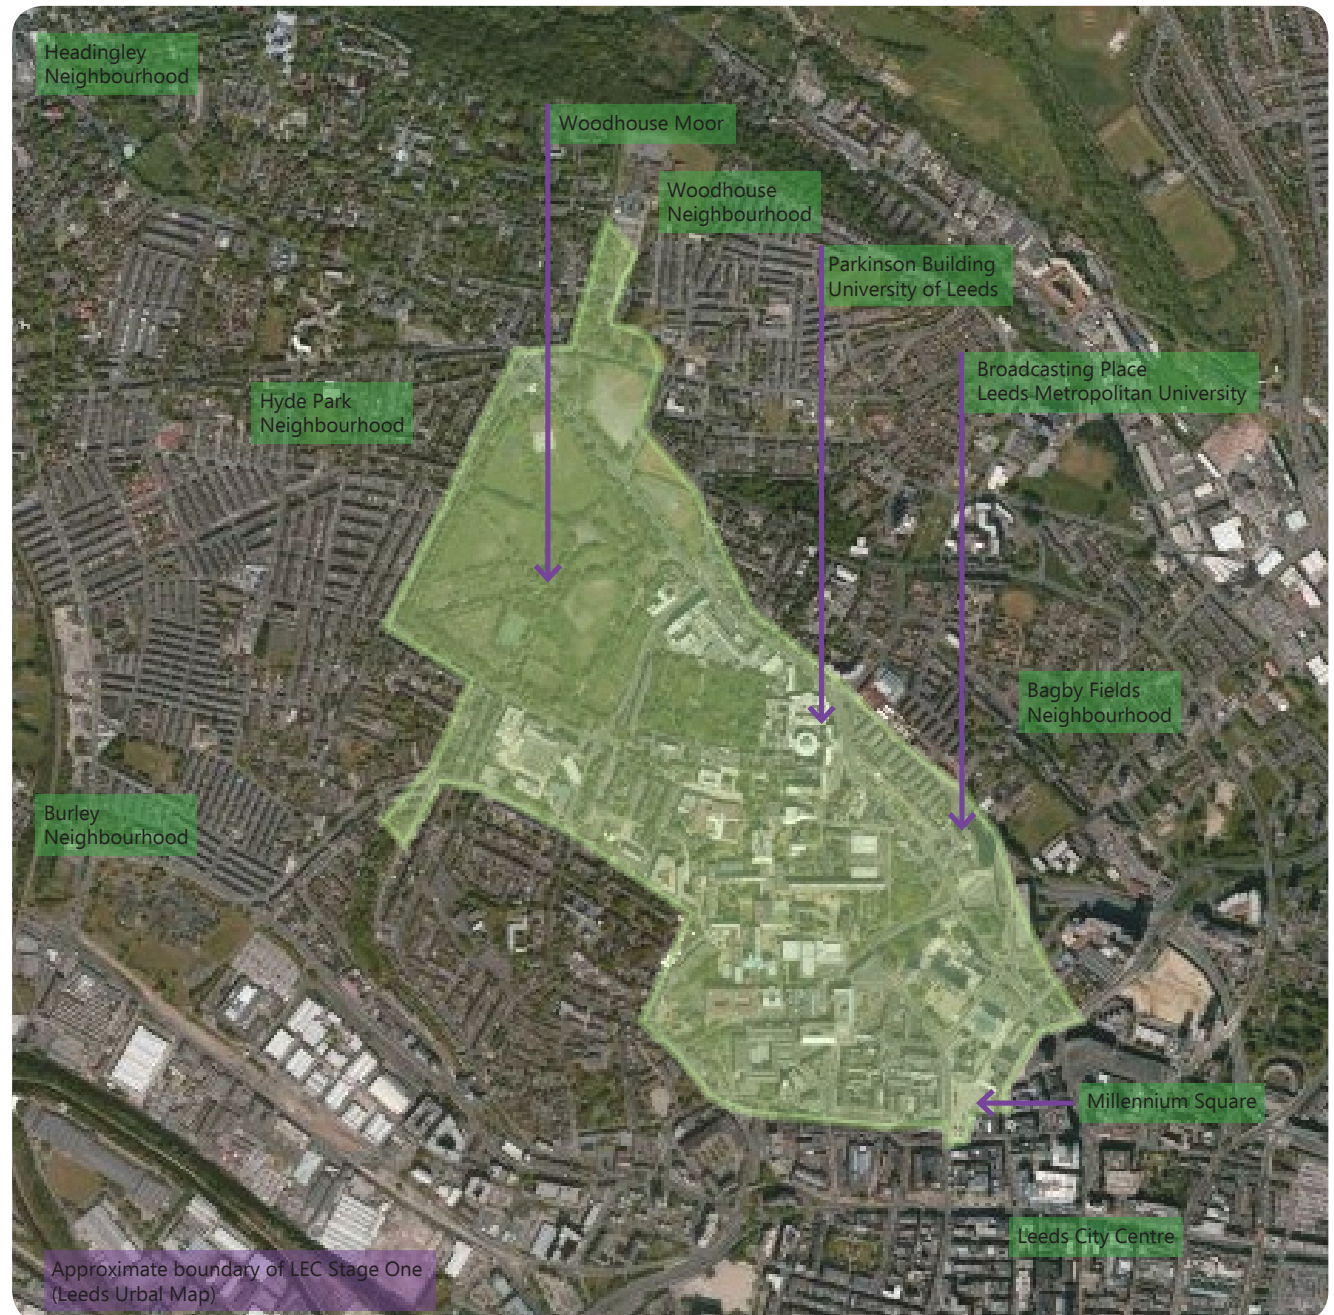 Headingley
Neighbourhood
Woodhouse Moor
Woodhouse
Neighbourhood
Parkinson Building
University of Leeds
Broadcasting Place
Leeds Metropolitan University
Hyde Park
Neighbourhood
Bagby Fields
Neighbourhood
Burley
Neighbourhood
Millennium Square
Leeds City Centre
Approximate boundary of LEC Stage One
(Leeds Urbal Map)